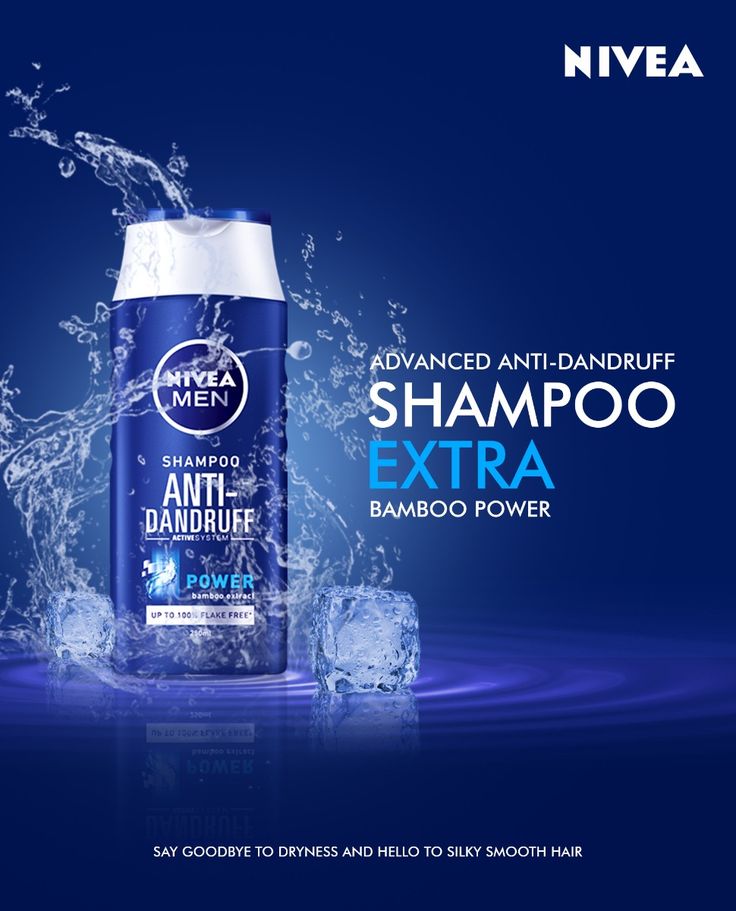 NIVEA
ADVANCED ANTI-DANDRUFF
SHAMPOO
EXTRA
BAMBOO POWER
NIVEA
MEN
SHAMPOO
ANTI-
DANDRUFF
ACTIVESYSTEM
POWER
bamboo extract
UP TO 100% FLAKE FREE*
250ml
SAY GOODBYE TO DRYNESS AND HELLO TO SILKY SMOOTH HAIR